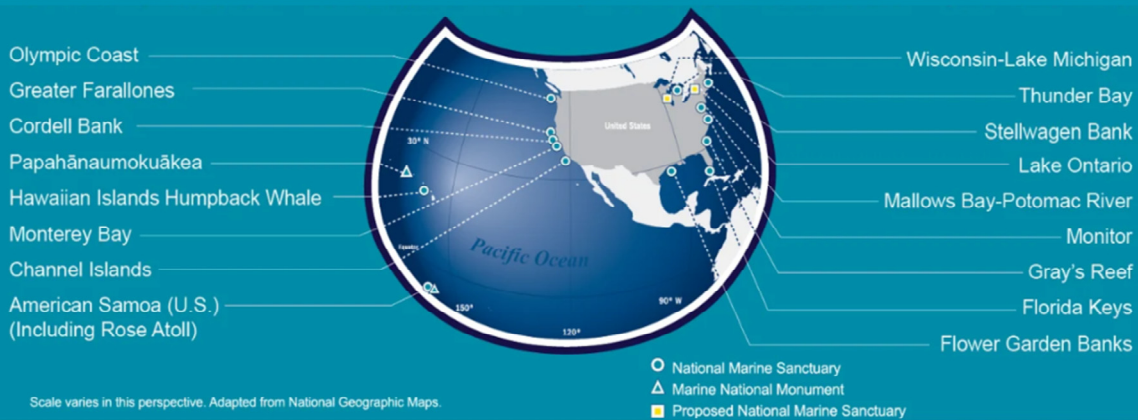 Olympic Coast
Greater Farallones
Cordell Bank
Papahānaumokuākea
Hawaiian Islands Humpback Whale
Monterey Bay
Channel Islands
American Samoa (U.S.)
(Including Rose Atoll)
Wisconsin-Lake Michigan
Thunder Bay
Stellwagen Bank
Lake Ontario
Mallows Bay-Potomac River
Monitor
Gray's Reef
Florida Keys
Flower Garden Banks
United States
30° N
Equator
Pacific Ocean
150°
120°
90° W
National Marine Sanctuary
Marine National Monument
Proposed National Marine Sanctuary
Scale varies in this perspective. Adapted from National Geographic Maps.